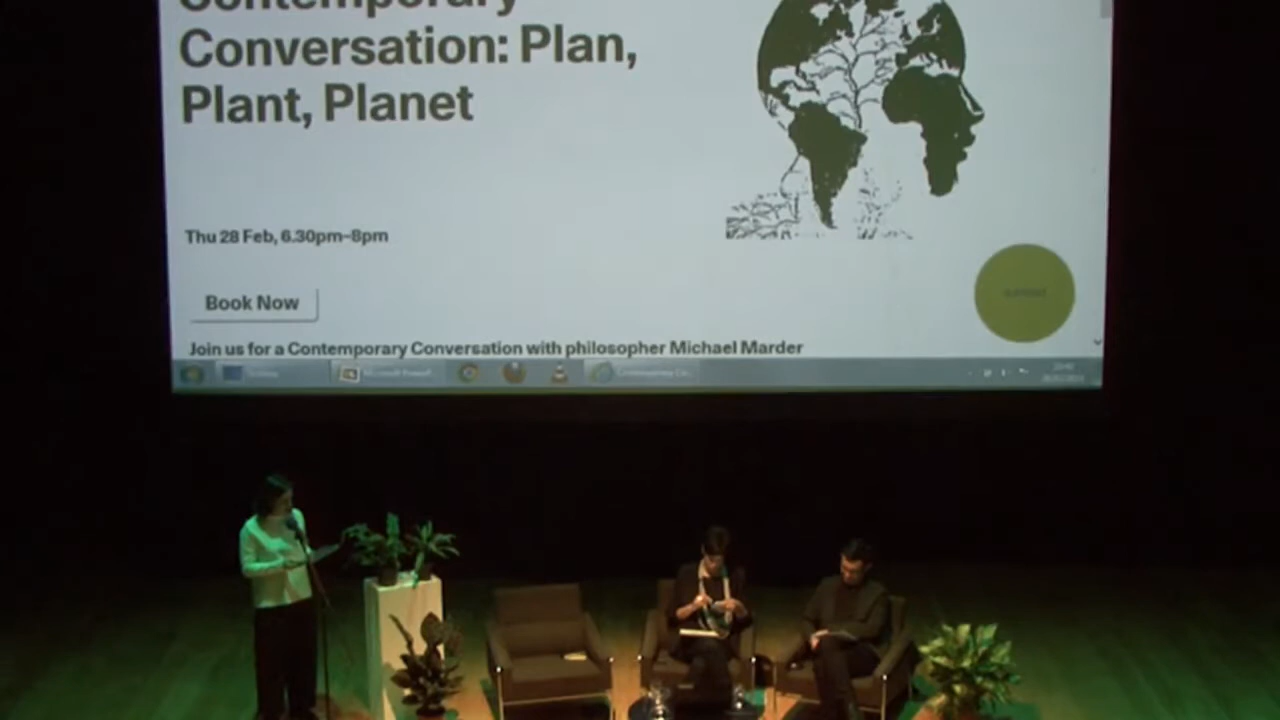 Contemporary
Conversation: Plan,
Plant, Planet
Thu 28 Feb, 6.30pm–8pm
Book Now
Join us for a Contemporary Conversation with philosopher Michael Marder